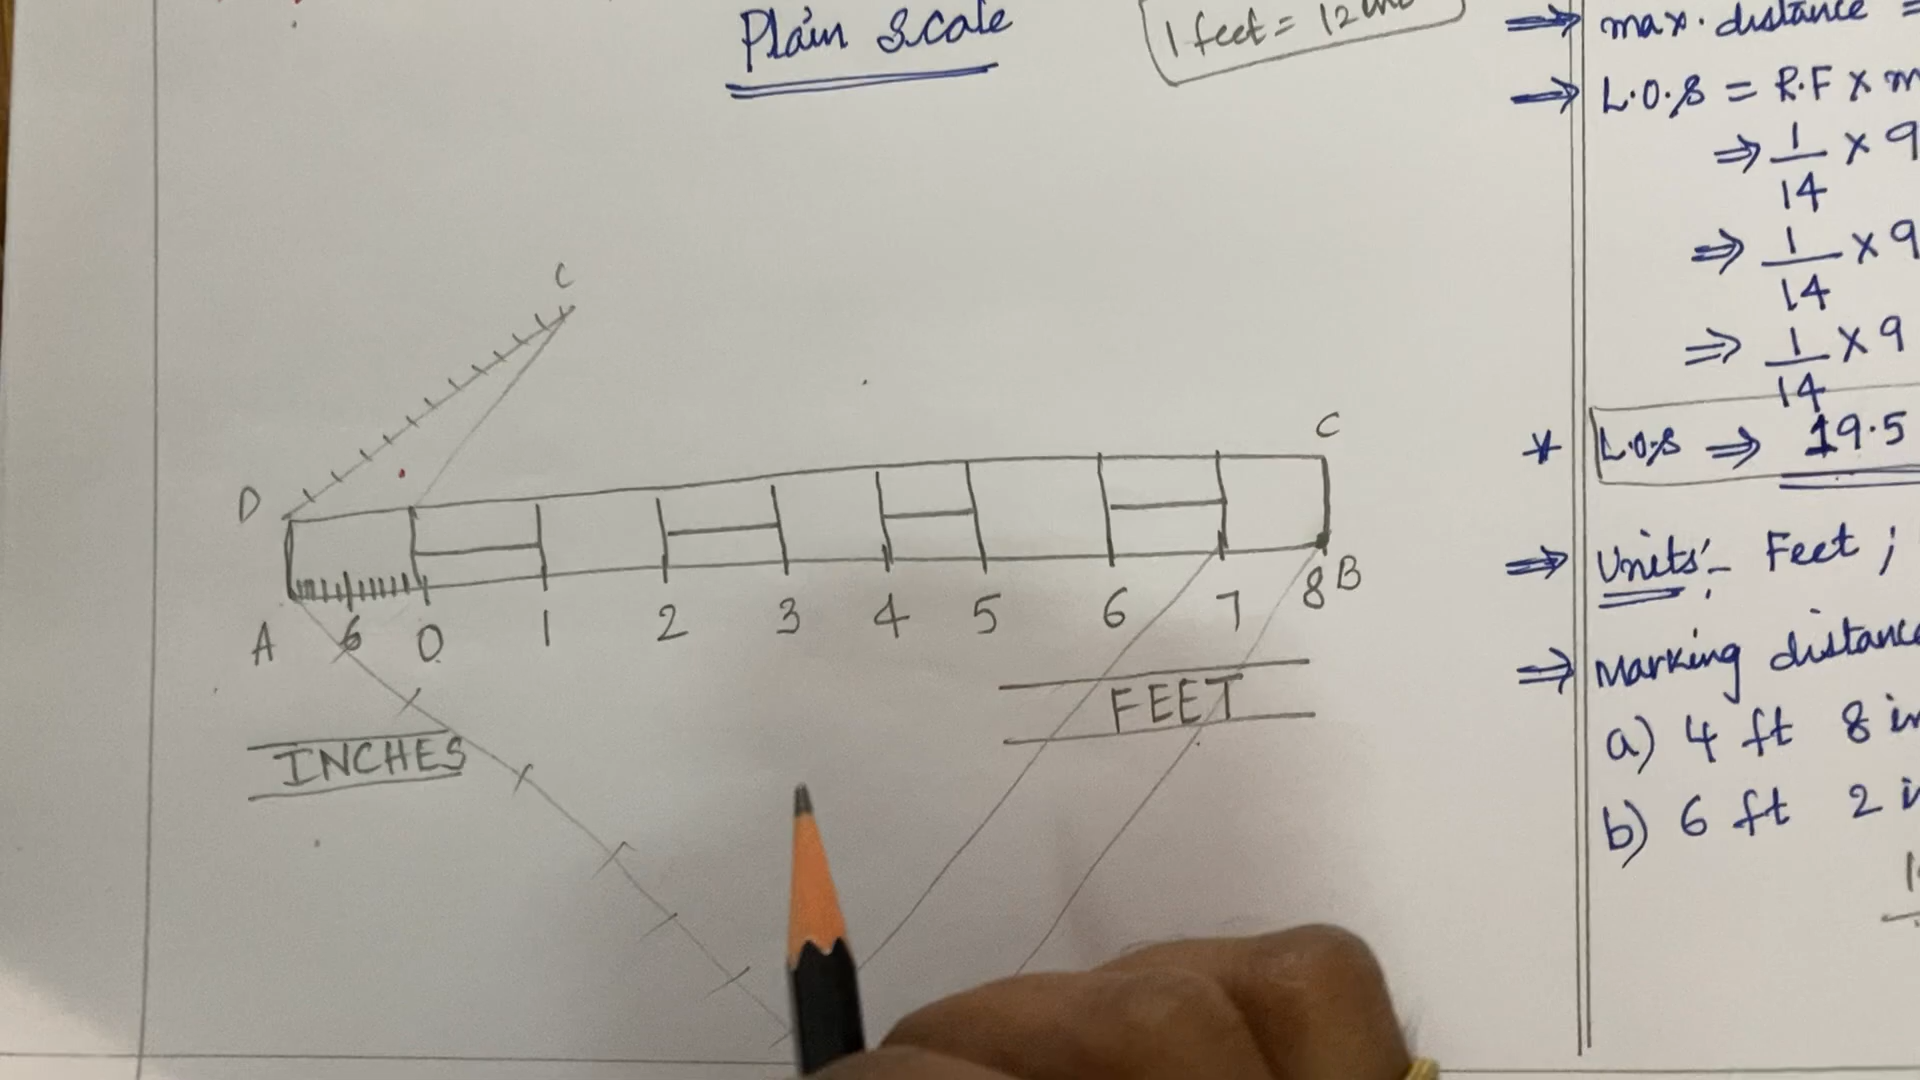 Plain Scale
1 feet = 12
C
D
C
A 6 0 1 2 3 4 5 6 7 8 B
INCHES
FEET
⇒ max. distance =
⇒ L.O.S = R.F x m
⇒ 1/14 x 9
⇒ 1/14 x 9
⇒ 1/14 x 9
* L.O.S ⇒ 19.5
⇒ Units:- Feet ;
⇒ Marking distance
a) 4 ft 8 in
b) 6 ft 2 i